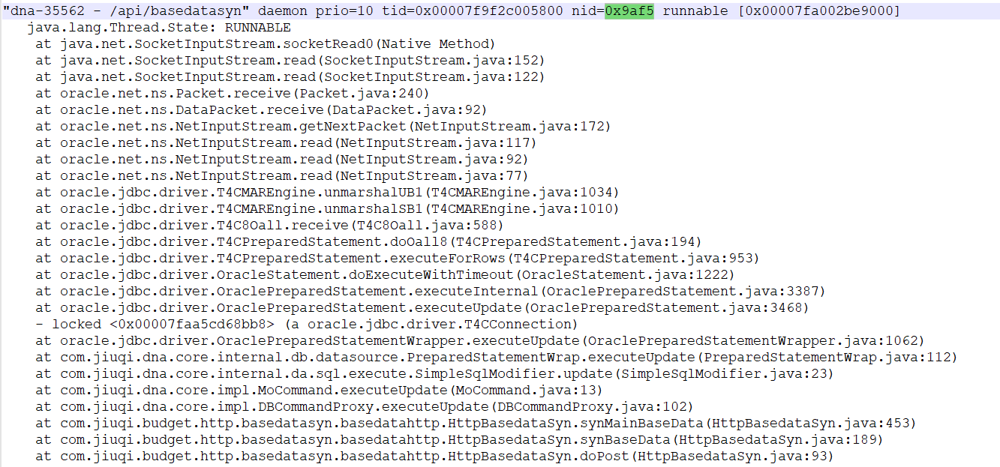 "dna-35562 - /api/basedatasyn" daemon prio=10 tid=0x00007f9f2c005800 nid=0x9af5 runnable [0x00007fa002be9000]
java.lang.Thread.State: RUNNABLE
at java.net.SocketInputStream.socketRead0(Native Method)
at java.net.SocketInputStream.read(SocketInputStream.java:152)
at java.net.SocketInputStream.read(SocketInputStream.java:122)
at oracle.net.ns.Packet.receive(Packet.java:240)
at oracle.net.ns.DataPacket.receive(DataPacket.java:92)
at oracle.net.ns.NetInputStream.getNextPacket(NetInputStream.java:172)
at oracle.net.ns.NetInputStream.read(NetInputStream.java:117)
at oracle.net.ns.NetInputStream.read(NetInputStream.java:92)
at oracle.net.ns.NetInputStream.read(NetInputStream.java:77)
at oracle.jdbc.driver.T4CMAREngine.unmarshalUB1(T4CMAREngine.java:1034)
at oracle.jdbc.driver.T4CMAREngine.unmarshalSB1(T4CMAREngine.java:1010)
at oracle.jdbc.driver.T4C8Oall.receive(T4C8Oall.java:588)
at oracle.jdbc.driver.T4CPreparedStatement.doOall8(T4CPreparedStatement.java:194)
at oracle.jdbc.driver.T4CPreparedStatement.executeForRows(T4CPreparedStatement.java:953)
at oracle.jdbc.driver.OracleStatement.doExecuteWithTimeout(OracleStatement.java:1222)
at oracle.jdbc.driver.OraclePreparedStatement.executeInternal(OraclePreparedStatement.java:3387)
at oracle.jdbc.driver.OraclePreparedStatement.executeUpdate(OraclePreparedStatement.java:3468)
- locked <0x00007faa5cd68bb8> (a oracle.jdbc.driver.T4CConnection)
at oracle.jdbc.driver.OraclePreparedStatementWrapper.executeUpdate(OraclePreparedStatementWrapper.java:1062)
at com.jiuqi.dna.core.internal.db.datasource.PreparedStatementWrap.executeUpdate(PreparedStatementWrap.java:112)
at com.jiuqi.dna.core.internal.da.sql.execute.SimpleSqlModifier.update(SimpleSqlModifier.java:23)
at com.jiuqi.dna.core.impl.MoCommand.executeUpdate(MoCommand.java:13)
at com.jiuqi.dna.core.impl.DBCommandProxy.executeUpdate(DBCommandProxy.java:102)
at com.jiuqi.budget.http.basedatasyn.basedatahttp.HttpBasedataSyn.synMainBaseData(HttpBasedataSyn.java:453)
at com.jiuqi.budget.http.basedatasyn.basedatahttp.HttpBasedataSyn.synBaseData(HttpBasedataSyn.java:189)
at com.jiuqi.budget.http.basedatasyn.basedatahttp.HttpBasedataSyn.doPost(HttpBasedataSyn.java:93)